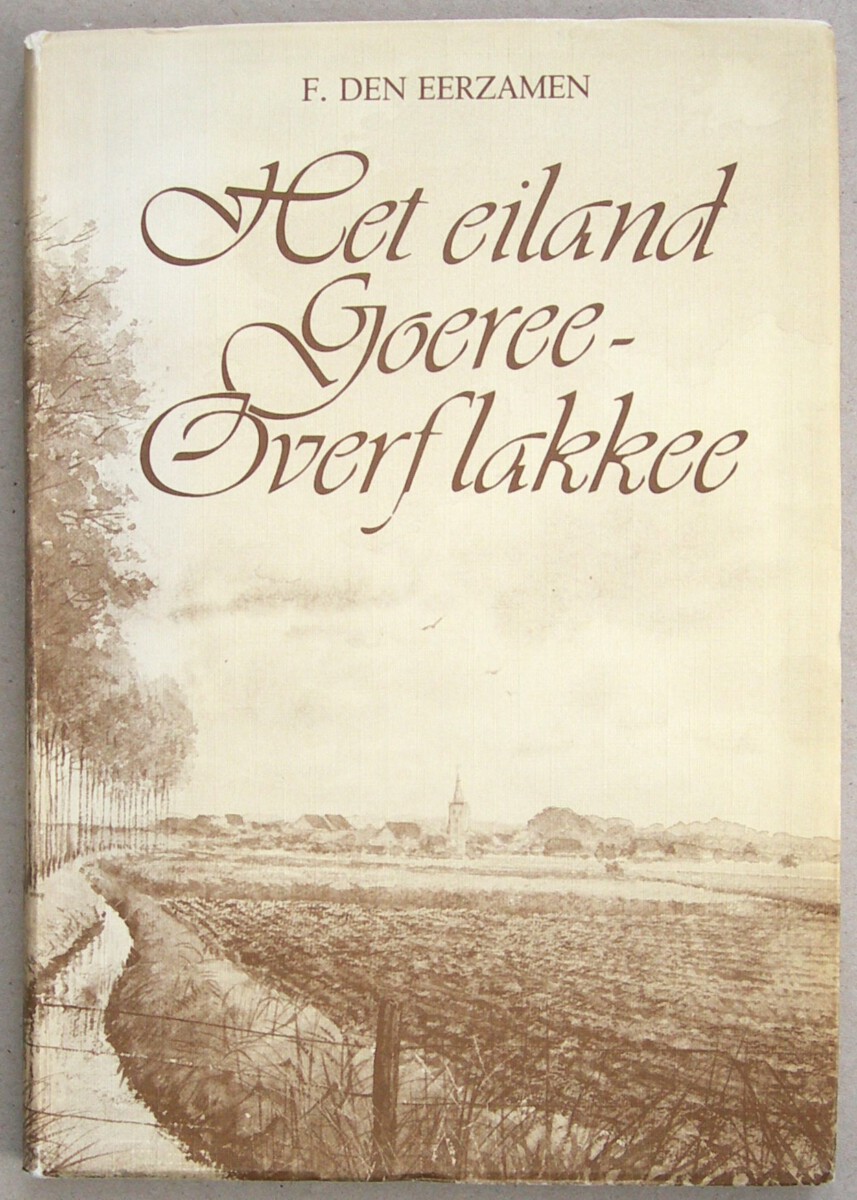 F. DEN EERZAMEN
Het eiland
Goeree-
Overflakkee